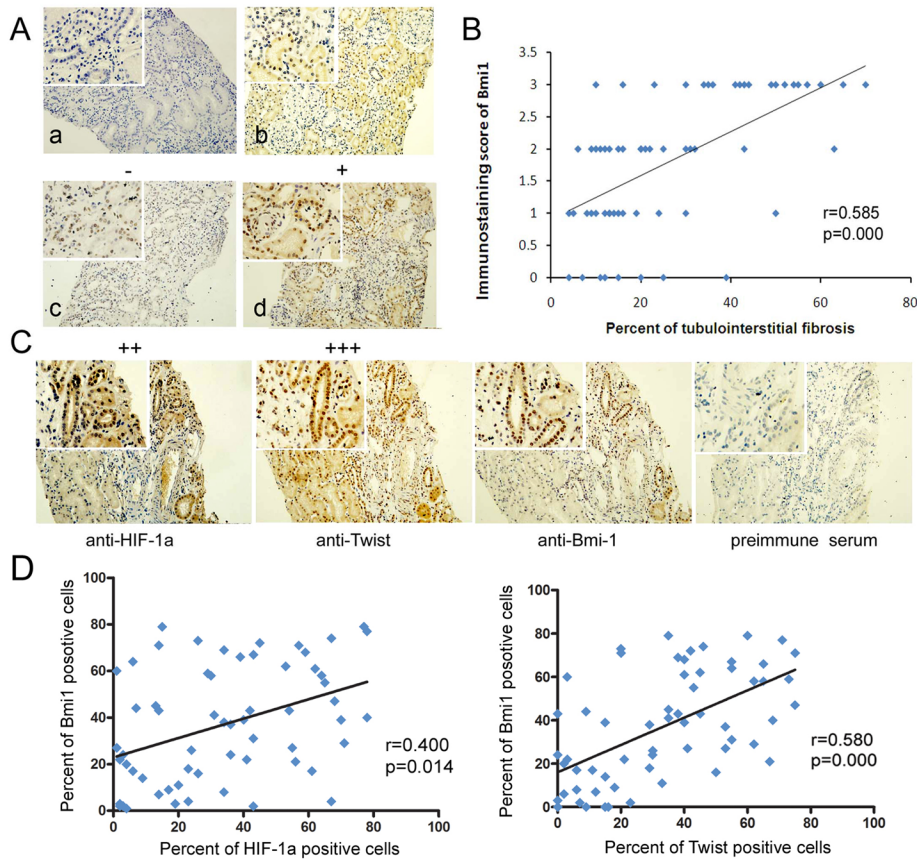 A
a
b
-
+
c
d
B
Immunostaining score of Bmi1
3.5
3
2.5
2
1.5
1
0.5
0
r=0.585
p=0.000
0 20 40 60 80
Percent of tubulointerstitial fibrosis
C
++ +++
anti-HIF-1a anti-Twist anti-Bmi-1 preimmune serum
D
Percent of Bmi1 posotive cells
100
80
60
40
20
0
r=0.400
p=0.014
0 20 40 60 80 100
Percent of HIF-1a positive cells
Percent of Bmi1 posotive cells
100
80
60
40
20
0
r=0.580
p=0.000
0 20 40 60 80 100
Percent of Twist positive cells